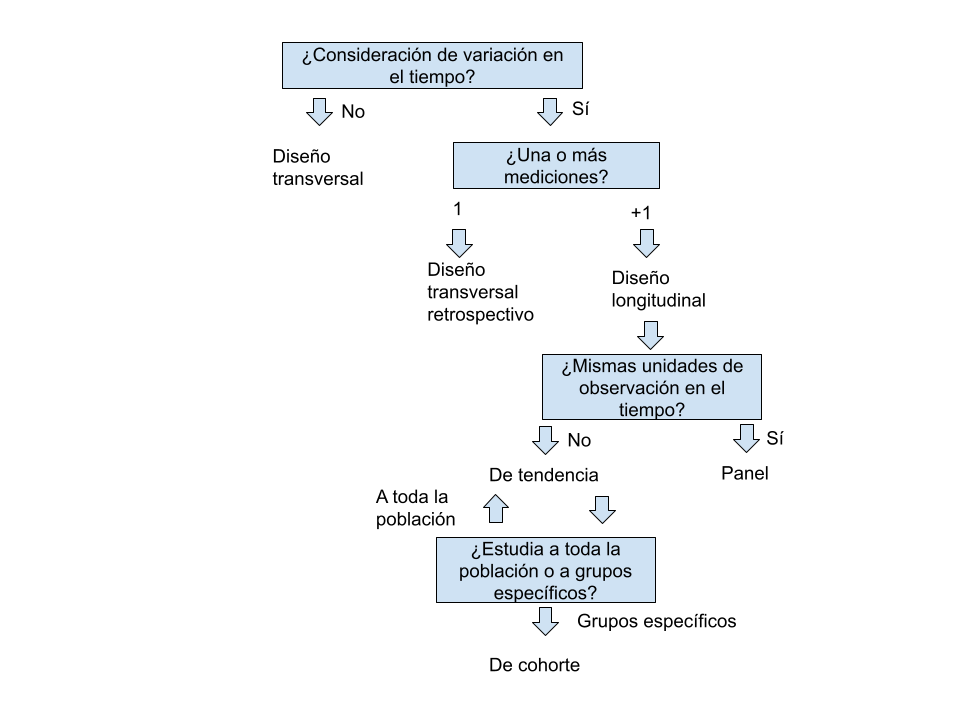 ¿Consideración de variación en
el tiempo?
No
Sí
Diseño
transversal
¿Una o más
mediciones?
1
+1
Diseño
transversal
retrospectivo
Diseño
longitudinal
¿Mismas unidades de
observación en el
tiempo?
No
Sí
De tendencia
Panel
A toda la
población
¿Estudia a toda la
población o a grupos
específicos?
Grupos específicos
De cohorte